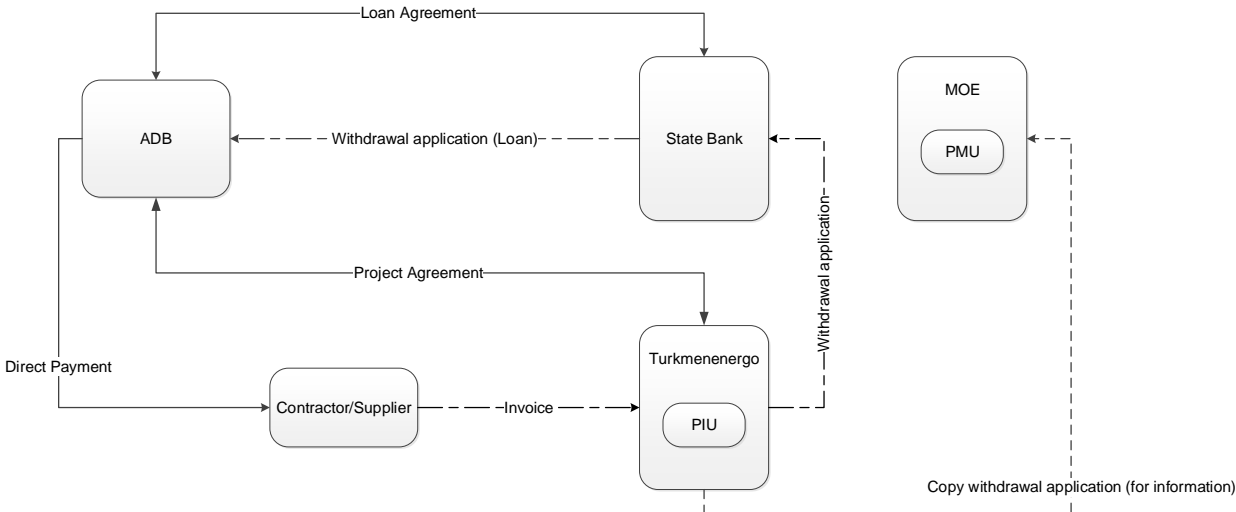 Loan Agreement
MOE
ADB
Withdrawal application (Loan)
State Bank
PMU
Withdrawal application
Project Agreement
Turkmenenergo
Direct Payment
Contractor/Supplier
Invoice
PIU
Copy withdrawal application (for information)